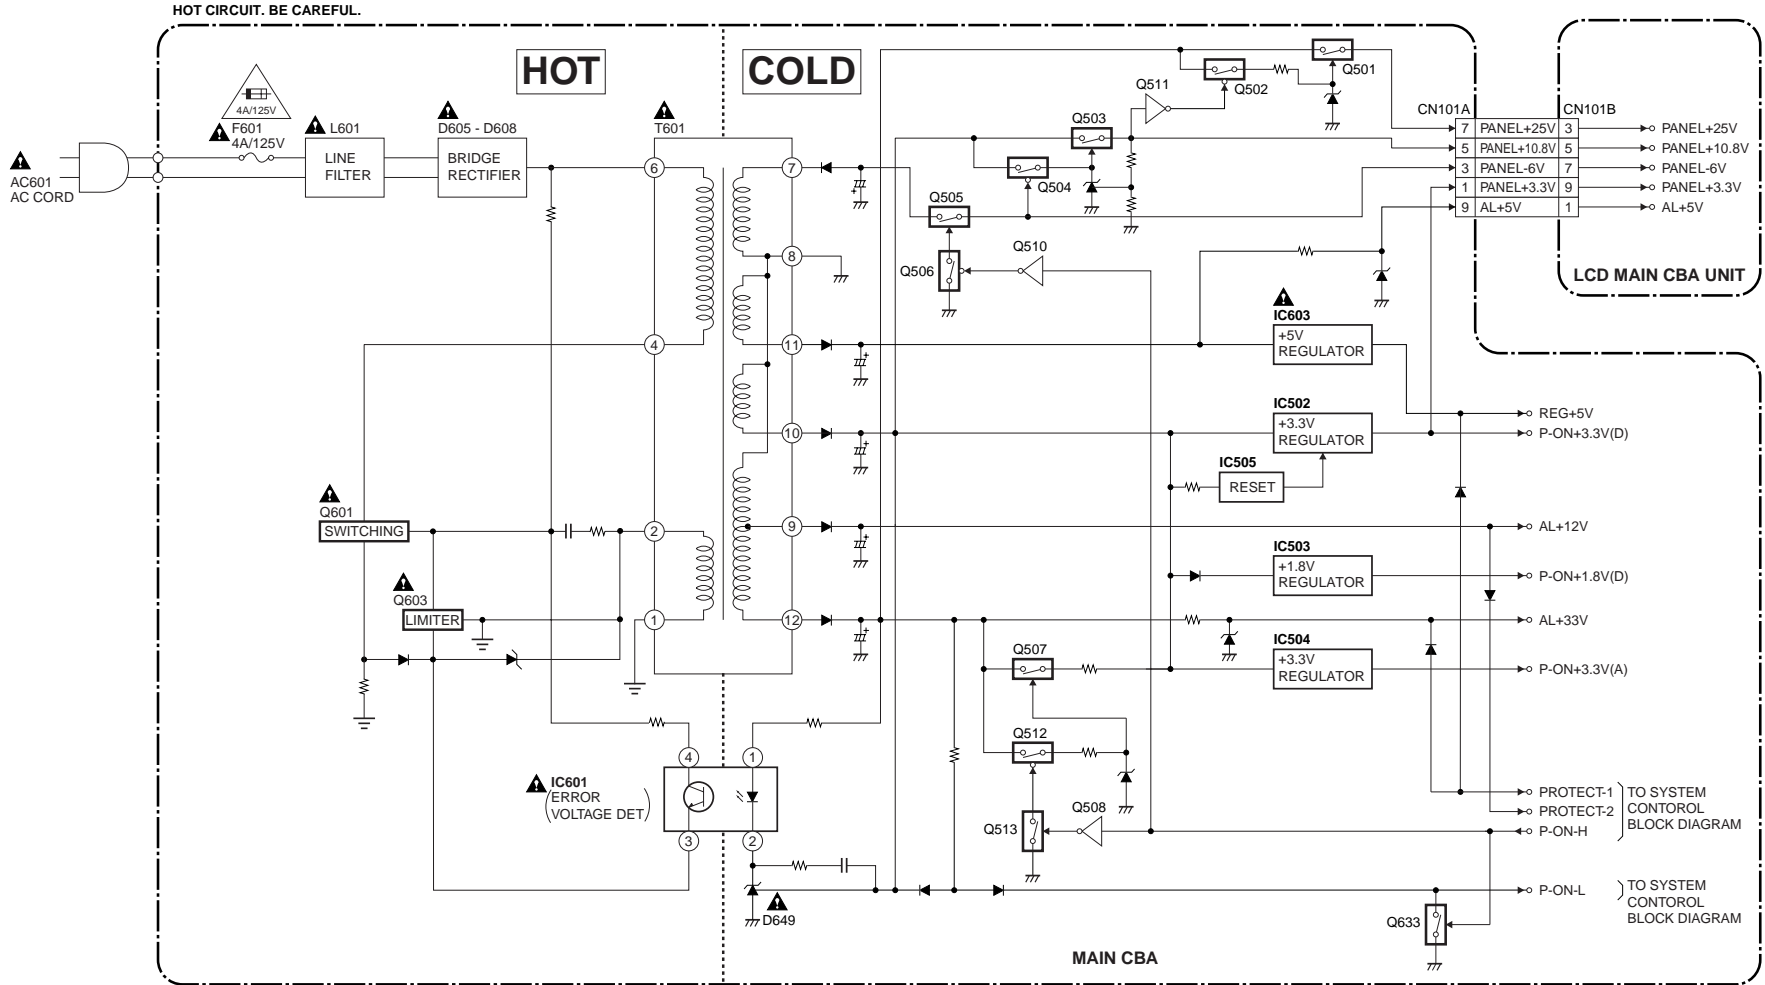 HOT CIRCUIT. BE CAREFUL.
HOT
COLD
4A/125V
F601
4A/125V
L601
LINE
FILTER
D605 - D608
BRIDGE
RECTIFIER
T601
AC601
AC CORD
6
4
2
1
7
8
11
10
9
12
Q501
Q502
Q511
Q503
Q504
Q505
Q506
Q510
CN101A
CN101B
7 PANEL+25V 3
5 PANEL+10.8V 5
3 PANEL-6V 7
1 PANEL+3.3V 9
9 AL+5V 1
PANEL+25V
PANEL+10.8V
PANEL-6V
PANEL+3.3V
AL+5V
LCD MAIN CBA UNIT
IC603
+5V
REGULATOR
IC502
+3.3V
REGULATOR
IC505
RESET
REG+5V
P-ON+3.3V(D)
Q601
SWITCHING
Q603
LIMITER
AL+12V
IC503
+1.8V
REGULATOR
P-ON+1.8V(D)
AL+33V
IC504
+3.3V
REGULATOR
P-ON+3.3V(A)
Q507
Q512
Q513
Q508
IC601
ERROR
VOLTAGE DET
4
1
3
2
D649
PROTECT-1
PROTECT-2
P-ON-H
TO SYSTEM
CONTOROL
BLOCK DIAGRAM
P-ON-L
TO SYSTEM
CONTOROL
BLOCK DIAGRAM
Q633
MAIN CBA